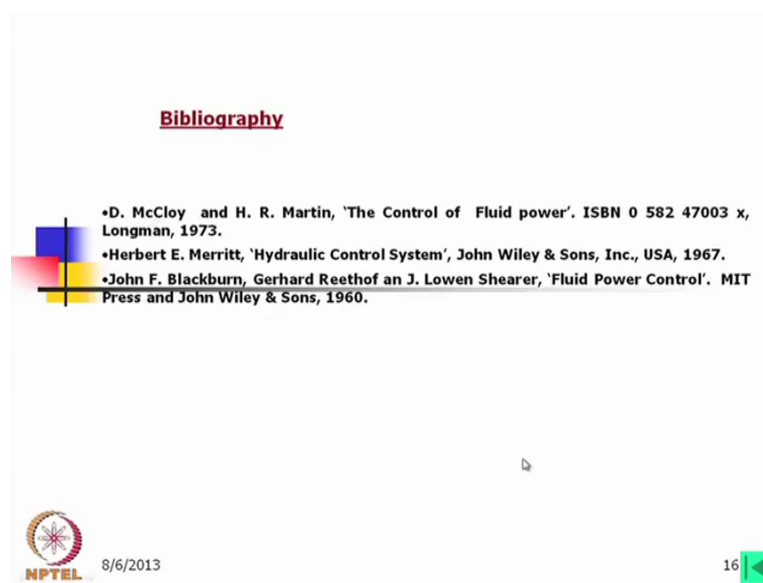 Bibliography
•D. McCloy and H. R. Martin, ‘The Control of Fluid power’. ISBN 0 582 47003 x,
Longman, 1973.
•Herbert E. Merritt, ‘Hydraulic Control System’, John Wiley & Sons, Inc., USA, 1967.
•John F. Blackburn, Gerhard Reethof an J. Lowen Shearer, ‘Fluid Power Control’. MIT
Press and John Wiley & Sons, 1960.
NPTEL
8/6/2013
16